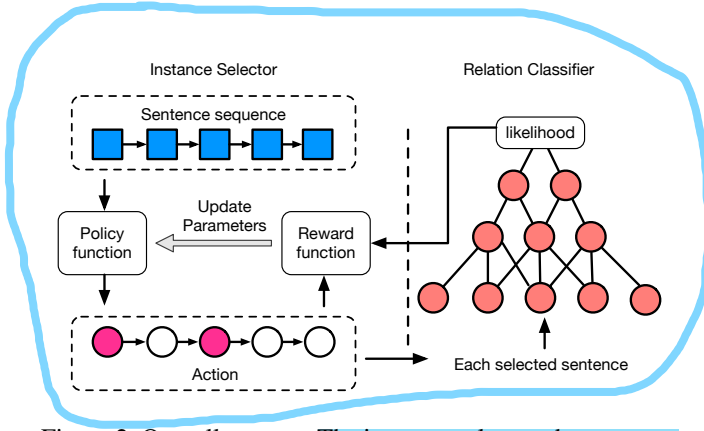 Instance Selector
Relation Classifier
Sentence sequence
likelihood
Update
Parameters
Policy
function
Reward
function
Action
Each selected sentence